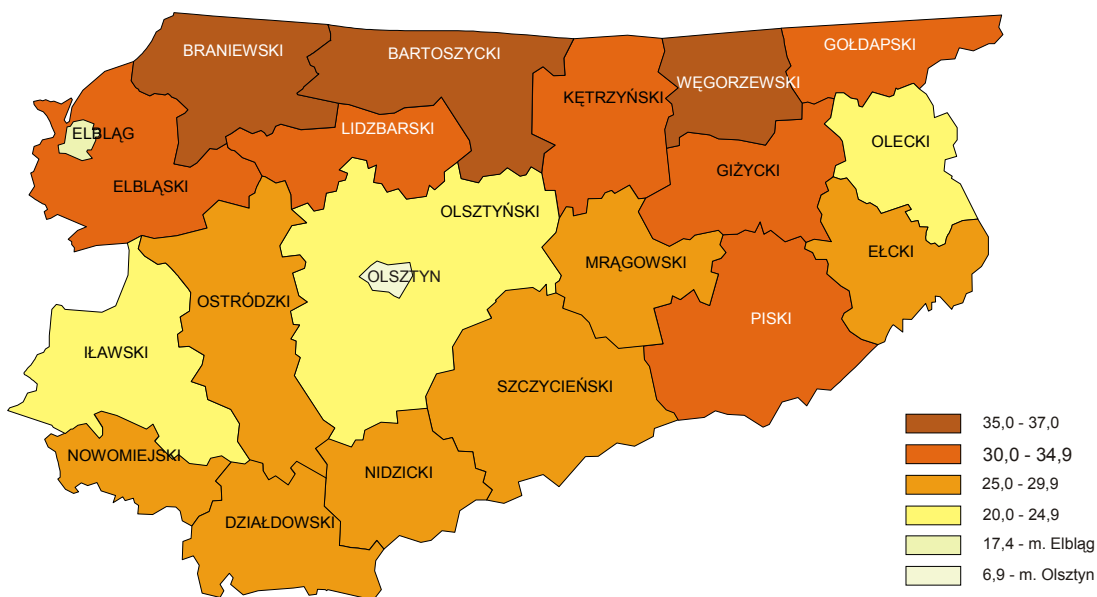 BRANIEWSKI
BARTOSZYCKI
GOŁDAPSKI
WĘGORZEWSKI
KĘTRZYŃSKI
LIDZBARSKI
ELBLĄG
OLECKI
ELBLĄSKI
GIŻYCKI
OLSZTYŃSKI
EŁCKI
MRĄGOWSKI
OLSZTYN
OSTRÓDZKI
PISKI
IŁAWSKI
SZCZYCIEŃSKI
NOWOMIEJSKI
NIDZICKI
DZIAŁDOWSKI
35,0 - 37,0
30,0 - 34,9
25,0 - 29,9
20,0 - 24,9
17,4 - m. Elbląg
6,9 - m. Olsztyn